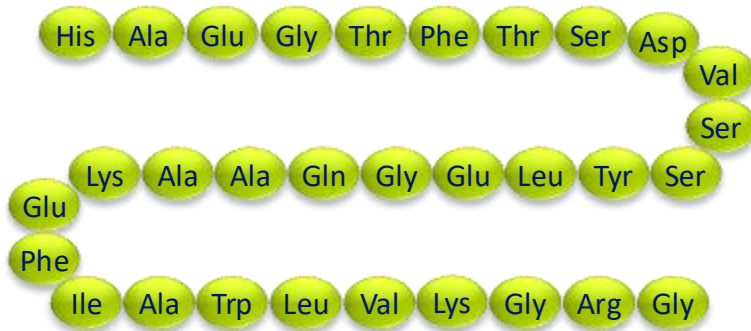 His Ala Glu Gly Thr Phe Thr Ser Asp
Val
Ser
Lys Ala Ala Gln Gly Glu Leu Tyr Ser
Glu
Phe
Ile Ala Trp Leu Val Lys Gly Arg Gly